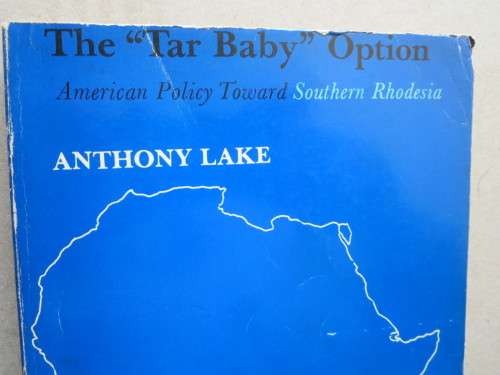 The "Tar Baby" Option
American Policy Toward Southern Rhodesia
ANTHONY LAKE